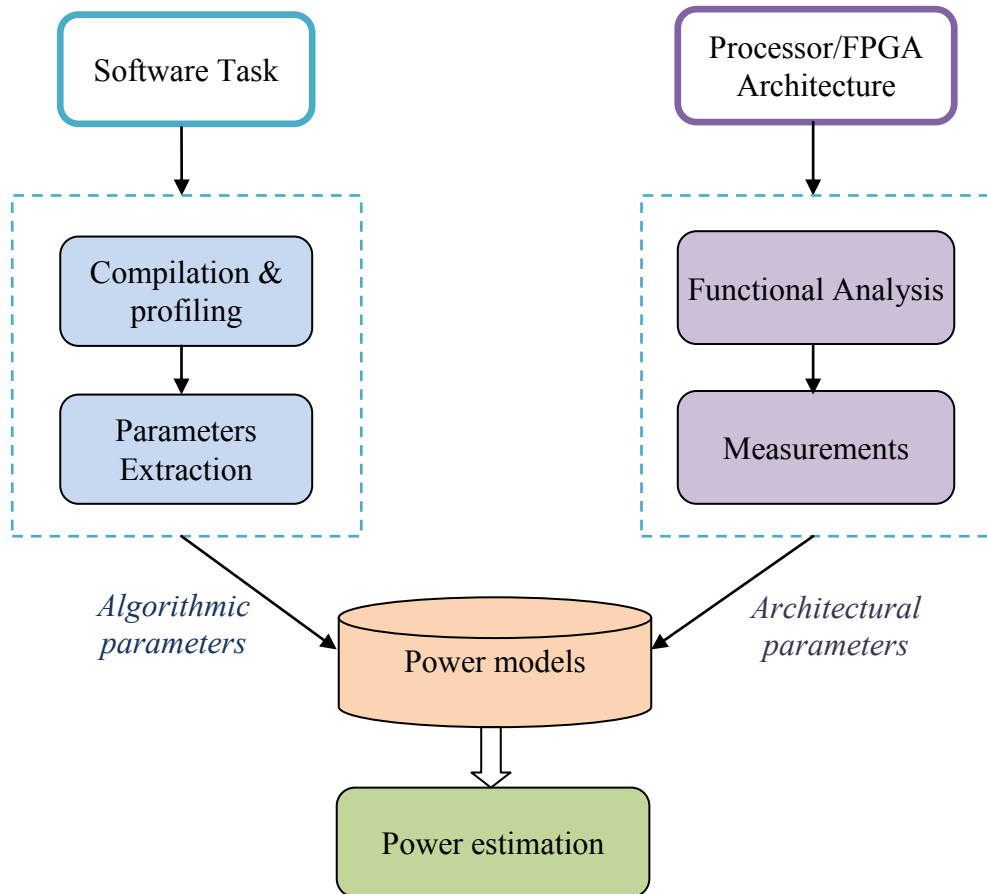 Software Task
Processor/FPGA
Architecture
Compilation &
profiling
Functional Analysis
Parameters
Extraction
Measurements
Algorithmic
parameters
Architectural
parameters
Power models
Power estimation